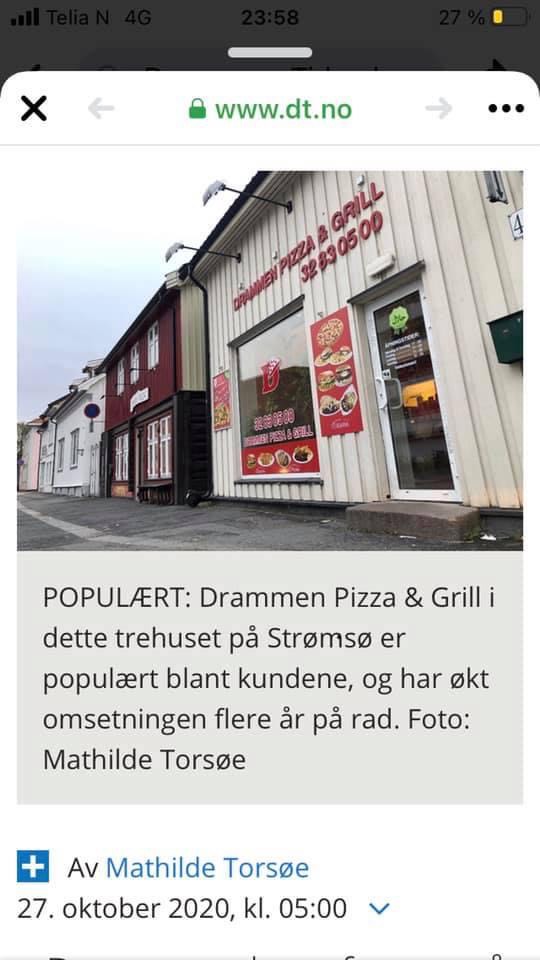 Telia N 4G 23:58 27 %
www.dt.no
DRAMMEN PIZZA & GRILL
32 83 05 00
32 83 05 00
DRAMMEN PIZZA & GRILL
ÅPNINGSTIDER:
4
POPULÆRT: Drammen Pizza & Grill i
dette trehuset på Strømsø er
populært blant kundene, og har økt
omsetningen flere år på rad. Foto:
Mathilde Torsøe
Av Mathilde Torsøe
27. oktober 2020, kl. 05:00